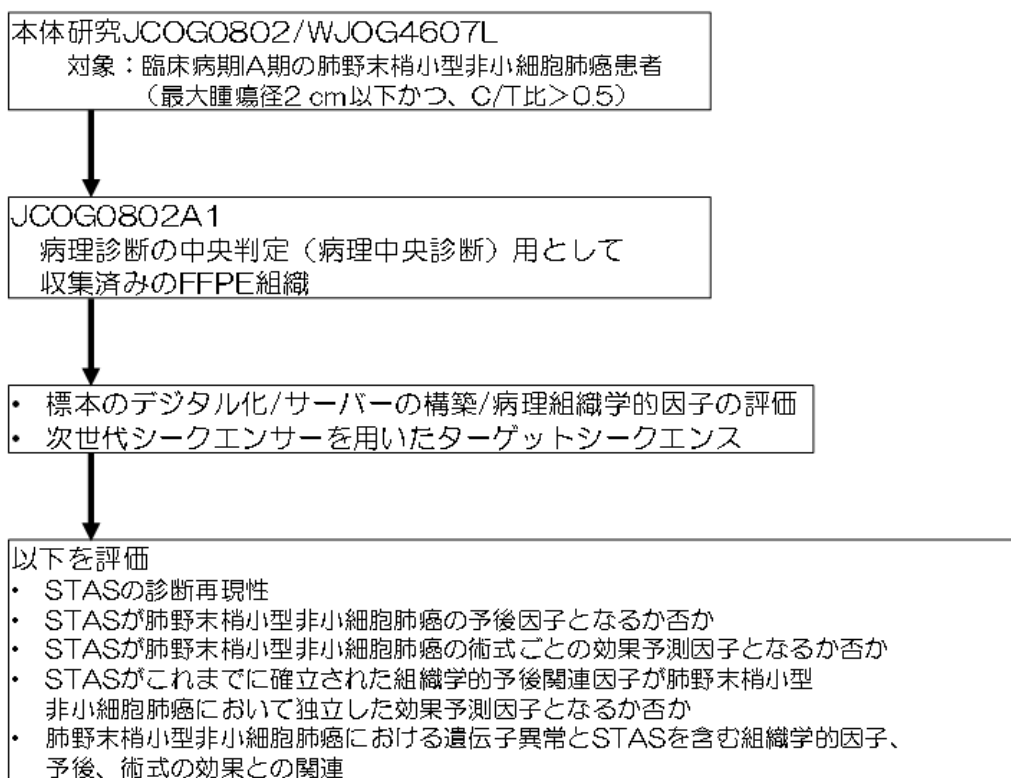 本体研究JCOG0802/WJOG4607L
対象：臨床病期IA期の肺野末梢小型非小細胞肺癌患者
（最大腫瘍径2 cm以下かつ、C/T比＞0.5）
JCOG0802A1
病理診断の中央判定（病理中央診断）用として
収集済みのFFPE組織
• 標本のデジタル化/サーバーの構築/病理組織学的因子の評価
• 次世代シークエンサーを用いたターゲットシークエンス
以下を評価
• STASの診断再現性
• STASが肺野末梢小型非小細胞肺癌の予後因子となるか否か
• STASが肺野末梢小型非小細胞肺癌の術式ごとの効果予測因子となるか否か
• STASがこれまでに確立された組織学的予後関連因子が肺野末梢小型
非小細胞肺癌において独立した効果予測因子となるか否か
• 肺野末梢小型非小細胞肺癌における遺伝子異常とSTASを含む組織学的因子、
予後、術式の効果との関連